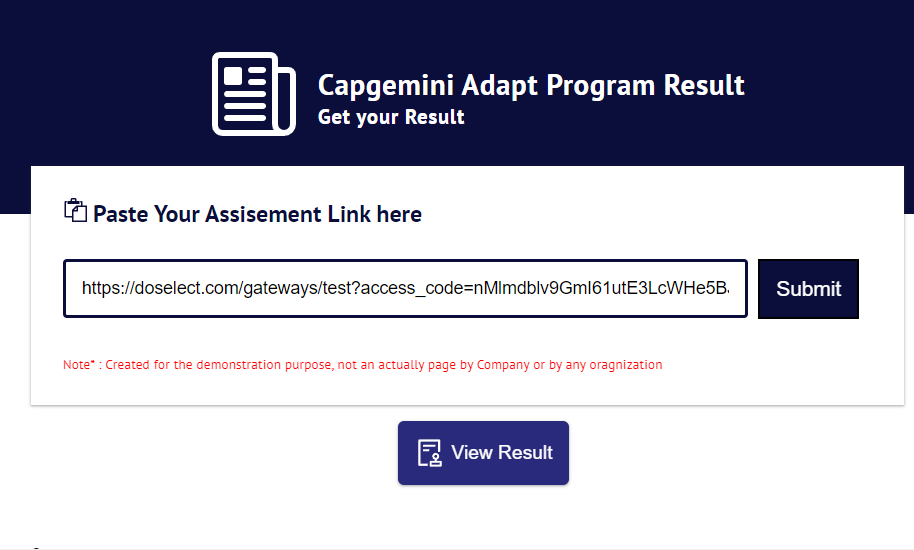 Capgemini Adapt Program Result
Get your Result
Paste Your Assisement Link here
https://doselect.com/gateways/test?access_code=nMlmdblv9GmI61utE3LcWHe5B
Submit
Note* : Created for the demonstration purpose, not an actually page by Company or by any oragnization
View Result